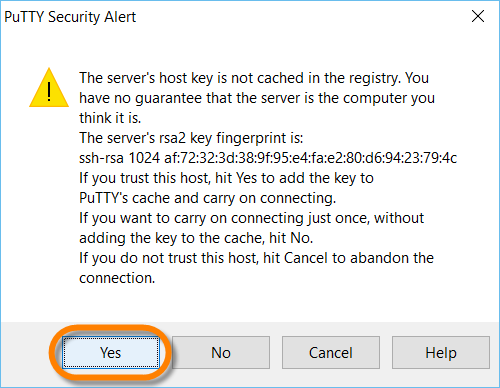 PuTTY Security Alert
The server's host key is not cached in the registry. You
have no guarantee that the server is the computer you
think it is.
The server's rsa2 key fingerprint is:
ssh-rsa 1024 af:72:32:3d:38:9f:95:e4:fa:e2:80:d6:94:23:79:4c
If you trust this host, hit Yes to add the key to
PuTTY's cache and carry on connecting.
If you want to carry on connecting just once, without
adding the key to the cache, hit No.
If you do not trust this host, hit Cancel to abandon the
connection.
Yes No Cancel Help